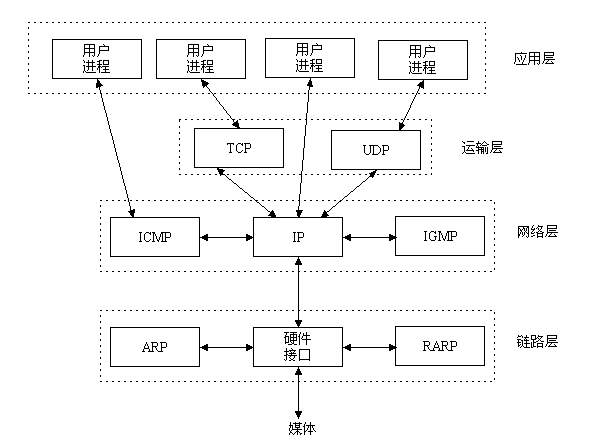 用户
进程
用户
进程
用户
进程
用户
进程
应用层
TCP
UDP
运输层
ICMP
IP
IGMP
网络层
ARP
硬件
接口
RARP
链路层
媒体